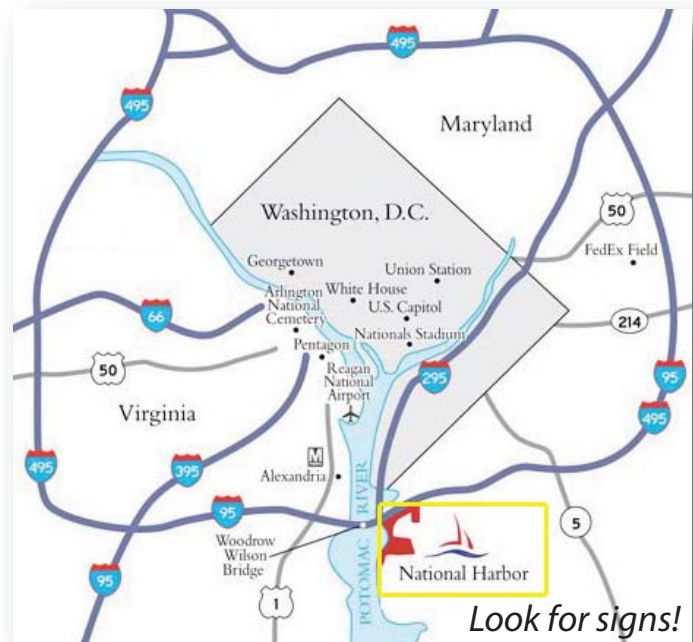 495
495
Maryland
Washington, D.C.
50
FedEx Field
Georgetown
Union Station
Arlington
National
Cemetery
White House
U.S. Capitol
66
Nationals Stadium
214
Pentagon
50
Reagan
National
Airport
295
95
Virginia
495
M
Alexandria
495
395
95
Woodrow
Wilson
Bridge
POTOMAC RIVER
National Harbor
5
95
1
Look for signs!